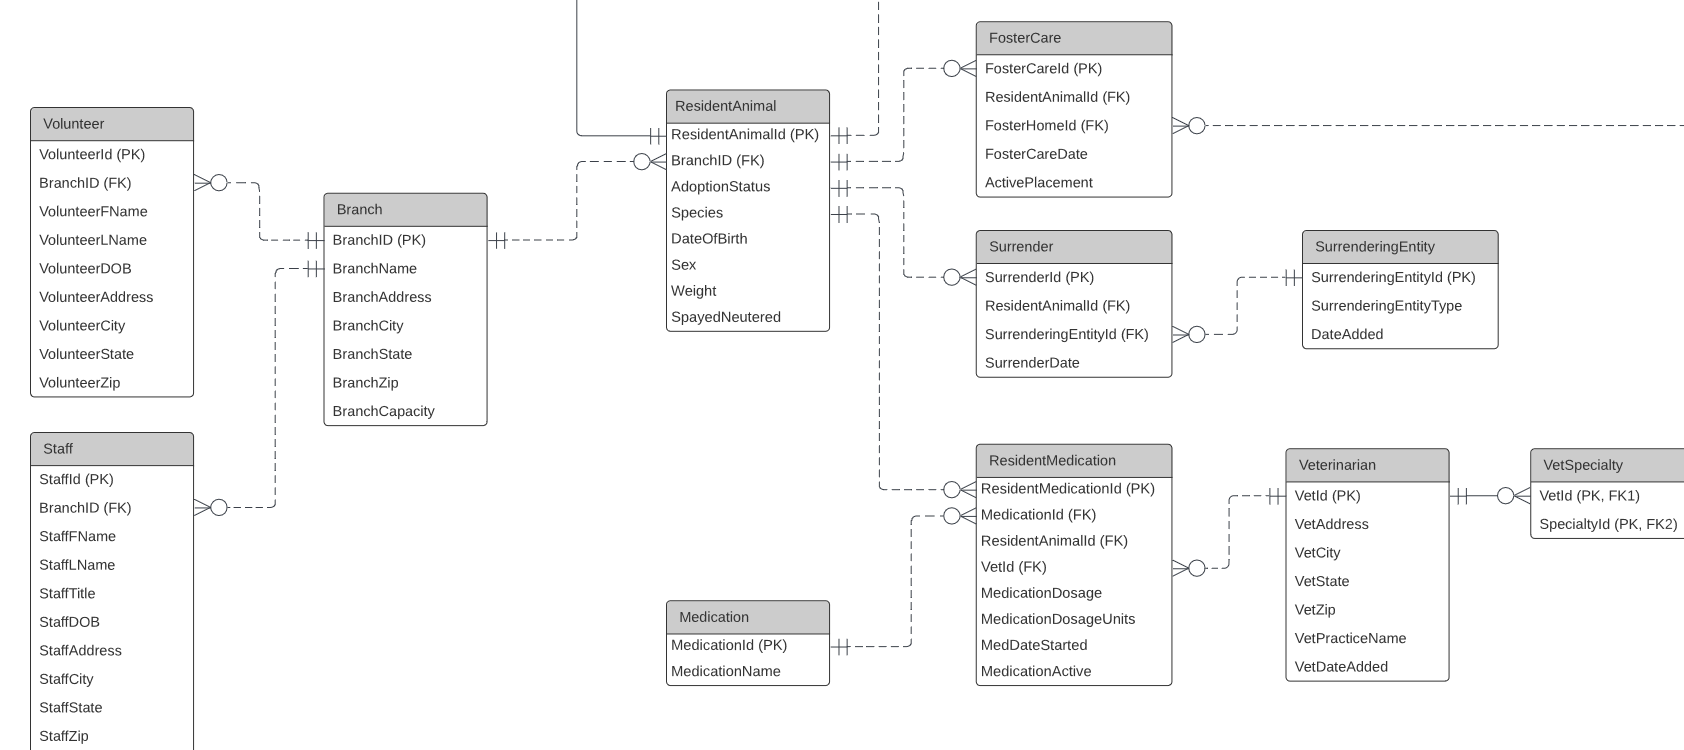 Volunteer
VolunteerId (PK)
BranchID (FK)
VolunteerFName
VolunteerLName
VolunteerDOB
VolunteerAddress
VolunteerCity
VolunteerState
VolunteerZip
Staff
StaffId (PK)
BranchID (FK)
StaffFName
StaffLName
StaffTitle
StaffDOB
StaffAddress
StaffCity
StaffState
StaffZip
Branch
BranchID (PK)
BranchName
BranchAddress
BranchCity
BranchState
BranchZip
BranchCapacity
ResidentAnimal
ResidentAnimalId (PK)
BranchID (FK)
AdoptionStatus
Species
DateOfBirth
Sex
Weight
SpayedNeutered
Medication
MedicationId (PK)
MedicationName
FosterCare
FosterCareId (PK)
ResidentAnimalId (FK)
FosterHomeId (FK)
FosterCareDate
ActivePlacement
Surrender
SurrenderId (PK)
ResidentAnimalId (FK)
SurrenderingEntityId (FK)
SurrenderDate
ResidentMedication
ResidentMedicationId (PK)
MedicationId (FK)
ResidentAnimalId (FK)
VetId (FK)
MedicationDosage
MedicationDosageUnits
MedDateStarted
MedicationActive
SurrenderingEntity
SurrenderingEntityId (PK)
SurrenderingEntityType
DateAdded
Veterinarian
VetId (PK)
VetAddress
VetCity
VetState
VetZip
VetPracticeName
VetDateAdded
VetSpecialty
VetId (PK, FK1)
SpecialtyId (PK, FK2)